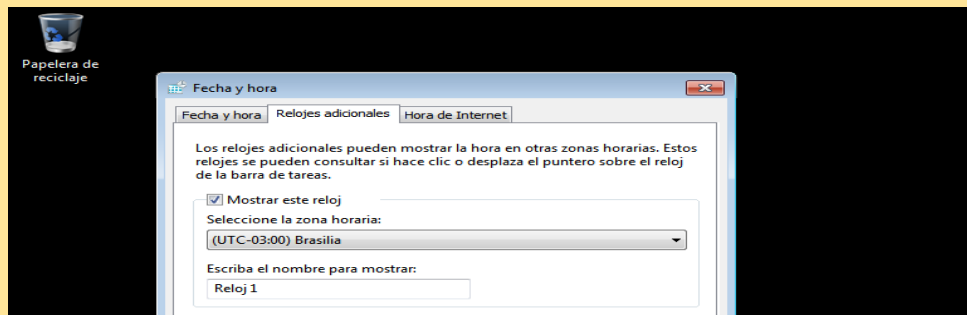 Papelera de
reciclaje
Fecha y hora
Fecha y hora Relojes adicionales Hora de Internet
Los relojes adicionales pueden mostrar la hora en otras zonas horarias. Estos
relojes se pueden consultar si hace clic o desplaza el puntero sobre el reloj
de la barra de tareas.
Mostrar este reloj
Seleccione la zona horaria:
(UTC-03:00) Brasilia
Escriba el nombre para mostrar:
Reloj 1